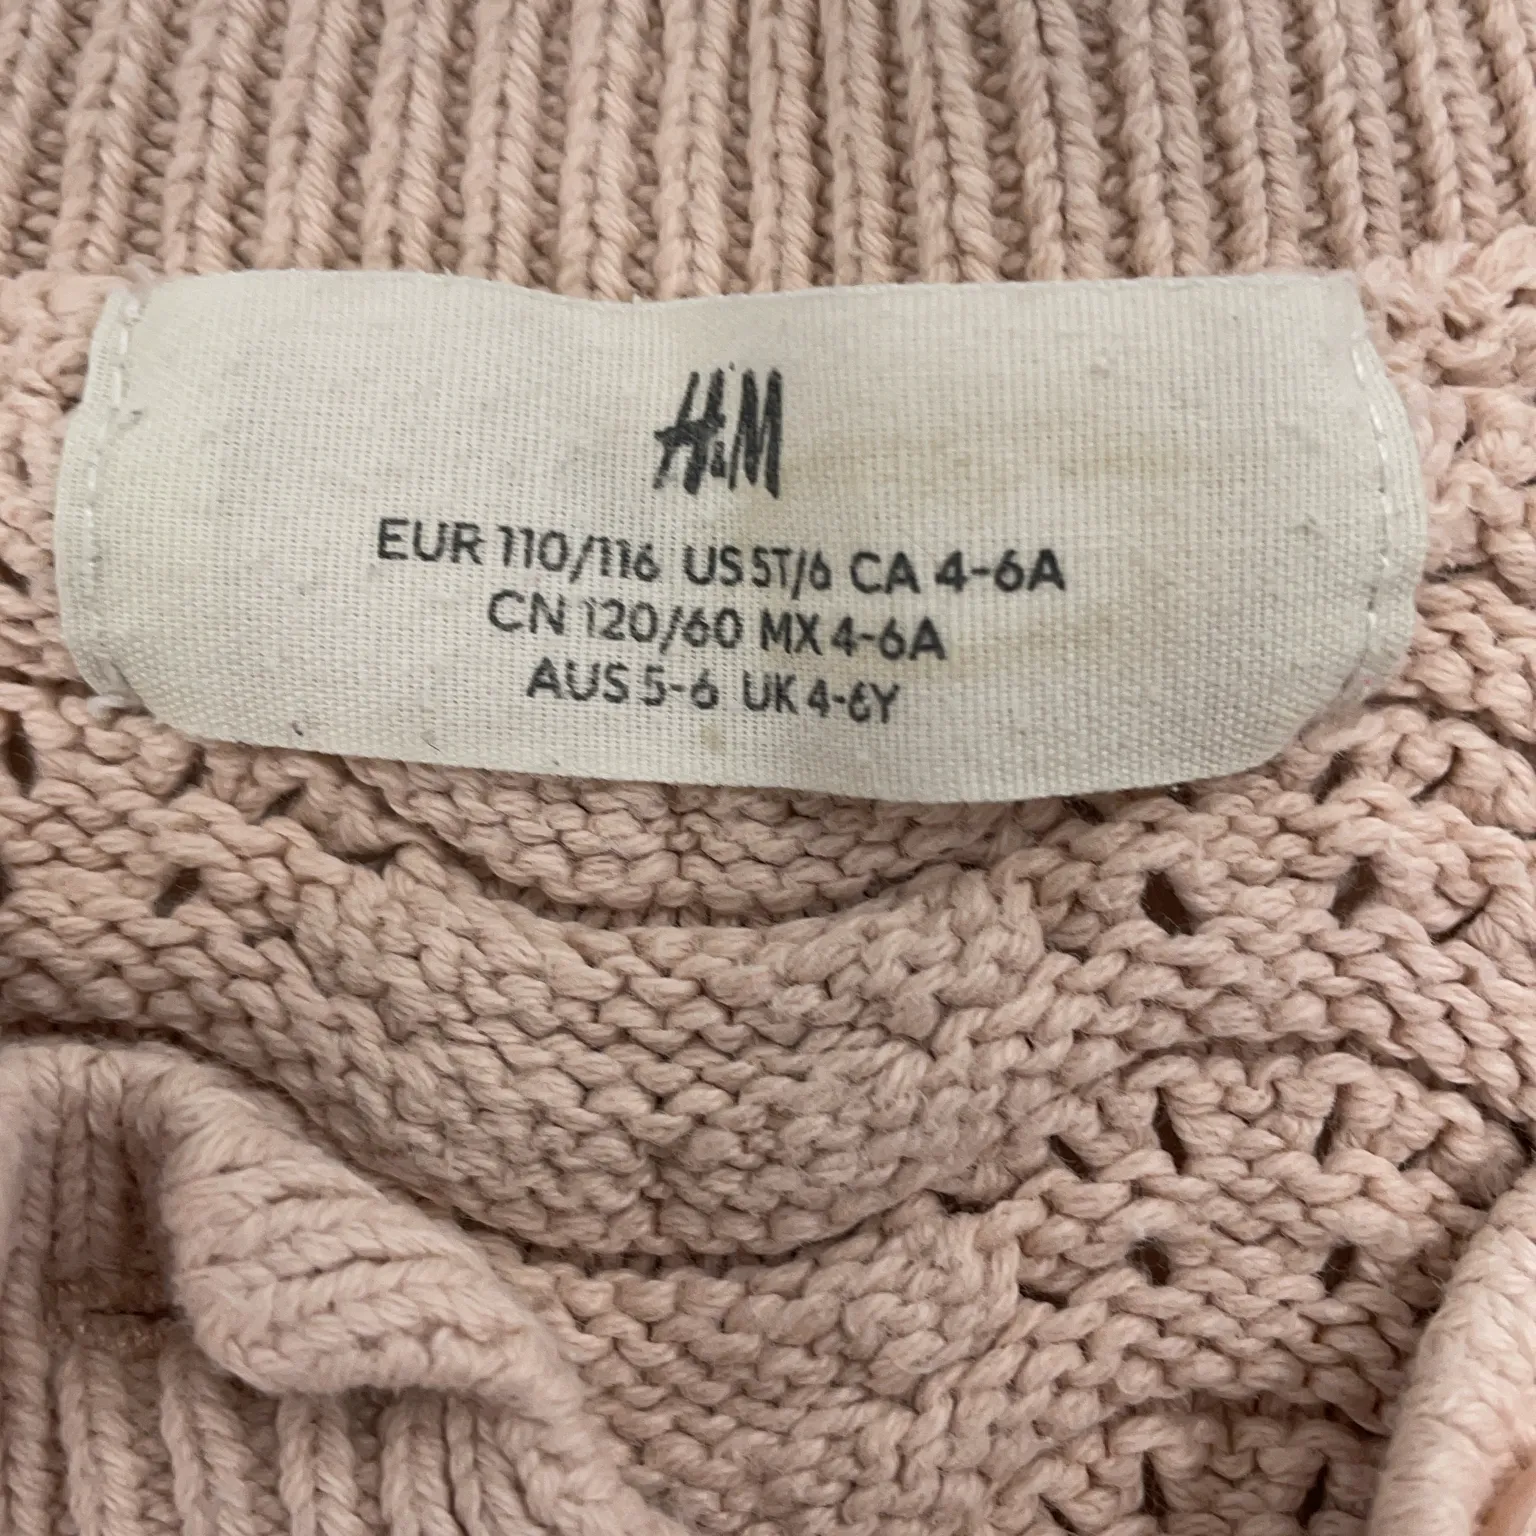 H&M
EUR 110/116 US 5T/6 CA 4-6A
CN 120/60 MX 4-6A
AUS 5-6 UK 4-6Y